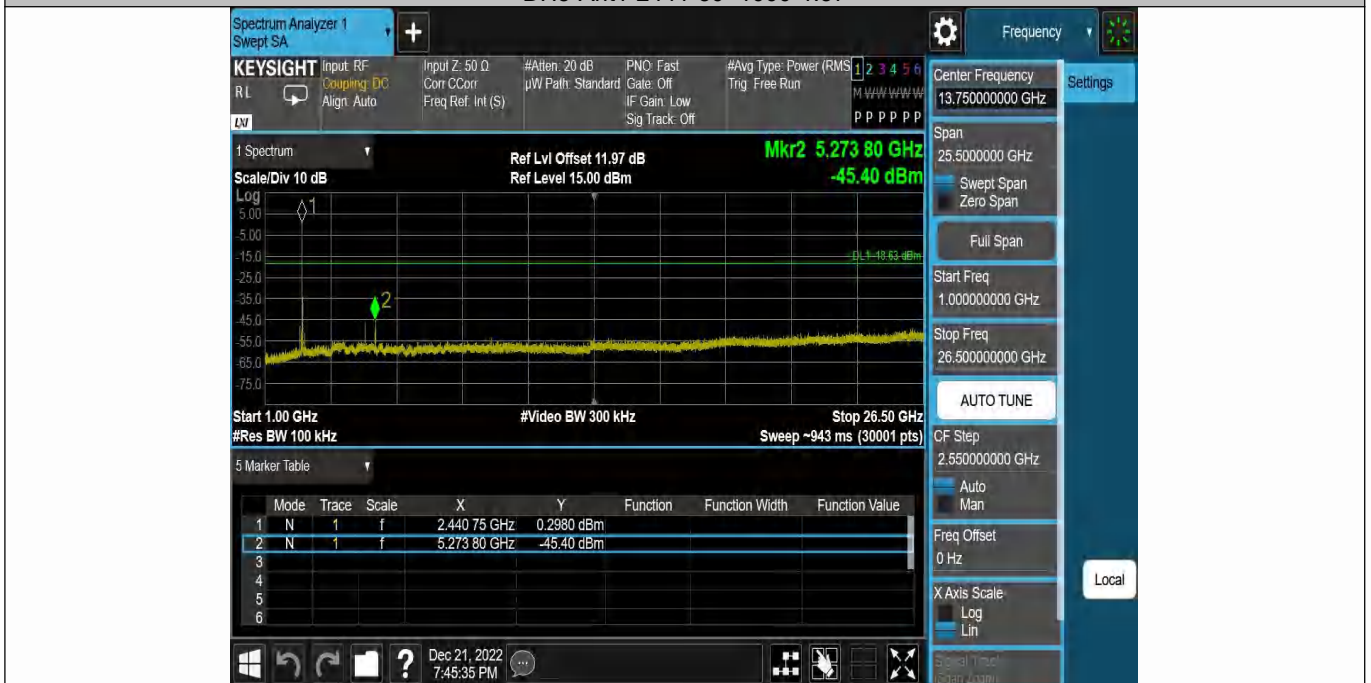 Spectrum Analyzer 1
Swept SA
+
Frequency
KEYSIGHT
RL
LXI
Input: RF
Coupling: DC
Align: Auto
Input Z: 50 Ω
Corr CCorr
Freq Ref: Int (S)
#Atten: 20 dB
µW Path: Standard
PNO: Fast
Gate: Off
IF Gain: Low
Sig Track: Off
#Avg Type: Power (RMS
Trig: Free Run
1 2 3 4 5 6
M W W W W W
P P P P P P
1 Spectrum
Scale/Div 10 dB
Ref Lvl Offset 11.97 dB
Ref Level 15.00 dBm
Mkr2 5.273 80 GHz
-45.40 dBm
Log
5.00
-5.00
-15.0
-25.0
-35.0
-45.0
-55.0
-65.0
-75.0
1
2
DL1 -18.63 dBm
Start 1.00 GHz
#Res BW 100 kHz
#Video BW 300 kHz
Stop 26.50 GHz
Sweep ~943 ms (30001 pts)
5 Marker Table
Mode Trace Scale X Y Function Function Width Function Value
1 N 1 f 2.440 75 GHz 0.2980 dBm
2 N 1 f 5.273 80 GHz -45.40 dBm
3
4
5
6
?
Dec 21, 2022
7:45:35 PM
Center Frequency
13.750000000 GHz
Settings
Span
25.5000000 GHz
Swept Span
Zero Span
Full Span
Start Freq
1.000000000 GHz
Stop Freq
26.500000000 GHz
AUTO TUNE
CF Step
2.550000000 GHz
Auto
Man
Freq Offset
0 Hz
X Axis Scale
Log
Lin
Local
Signal Track
(Span Zoom)